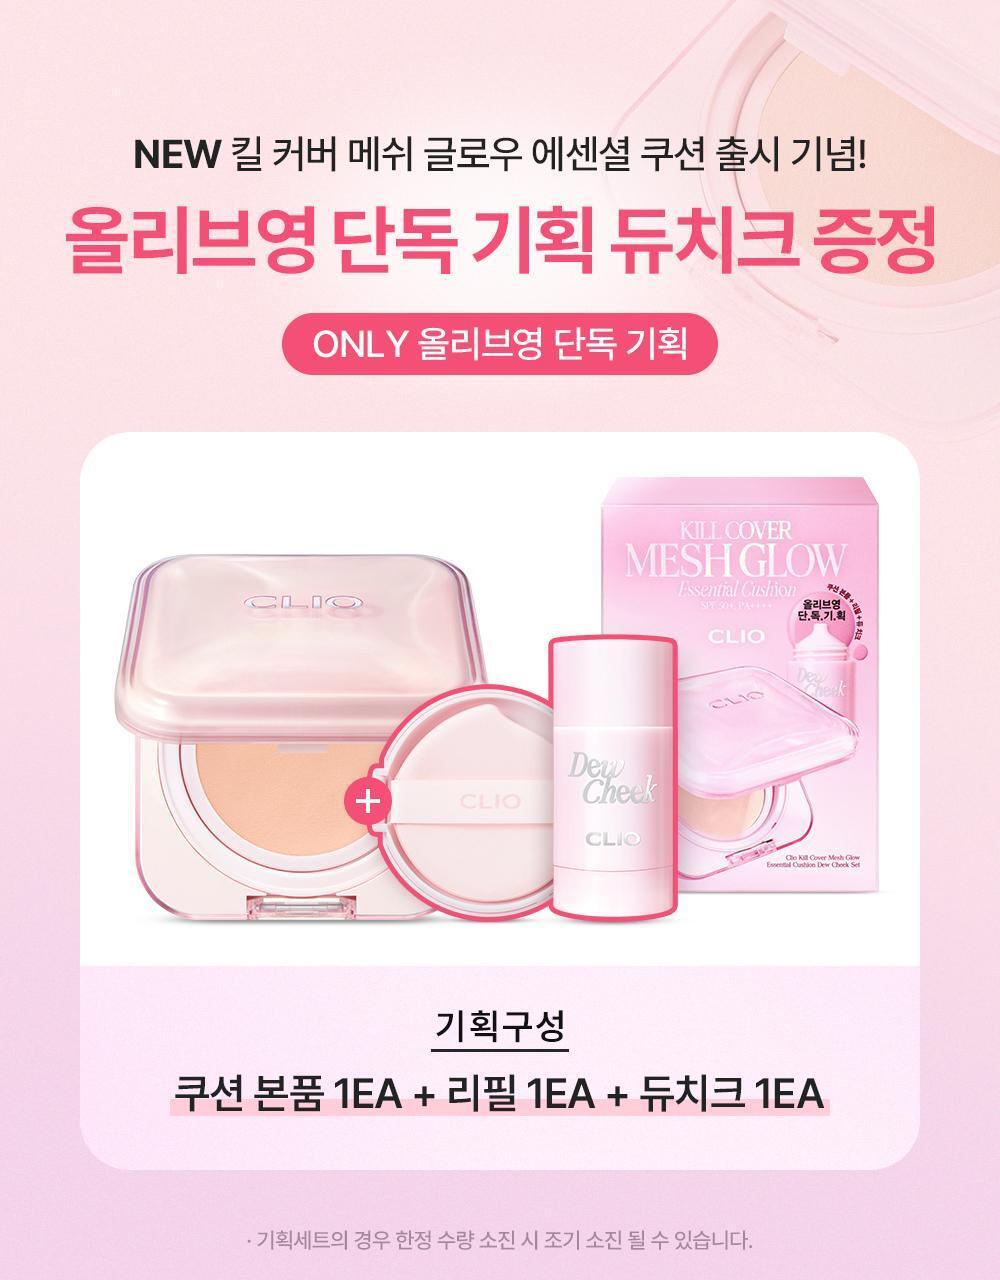 NEW 킬 커버 메쉬 글로우 에센셜 쿠션 출시 기념!
올리브영 단독 기획 듀치크 증정
ONLY 올리브영 단독 기획
KILL COVER
MESH GLOW
Essential Cushion
SPF 50+, PA++++
CLIO
쿠션 본품+리필+듀치크
올리브영
단.독.기.획
Dew
Cheek
CLIO
Clio Kill Cover Mesh Glow
Essential Cushion Dew Cheek Set
CLIO
+
CLIO
Dew
Cheek
CLIO
기획구성
쿠션 본품 1EA + 리필 1EA + 듀치크 1EA
· 기획세트의 경우 한정 수량 소진 시 조기 소진 될 수 있습니다.